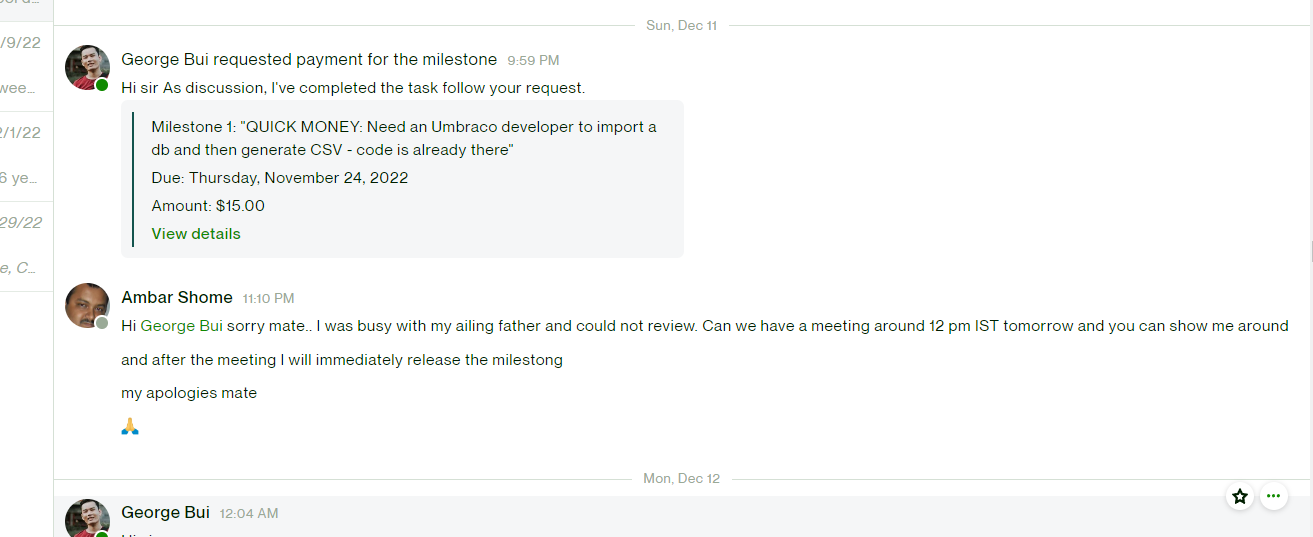 /9/22
wee...
2/1/22
6 ye...
29/22
e, C...
Sun, Dec 11
George Bui requested payment for the milestone 9:59 PM
Hi sir As discussion, I've completed the task follow your request.
Milestone 1: "QUICK MONEY: Need an Umbraco developer to import a
db and then generate CSV - code is already there"
Due: Thursday, November 24, 2022
Amount: $15.00
View details
Ambar Shome 11:10 PM
Hi George Bui sorry mate.. I was busy with my ailing father and could not review. Can we have a meeting around 12 pm IST tomorrow and you can show me around
and after the meeting I will immediately release the milestong
my apologies mate
Mon, Dec 12
George Bui 12:04 AM